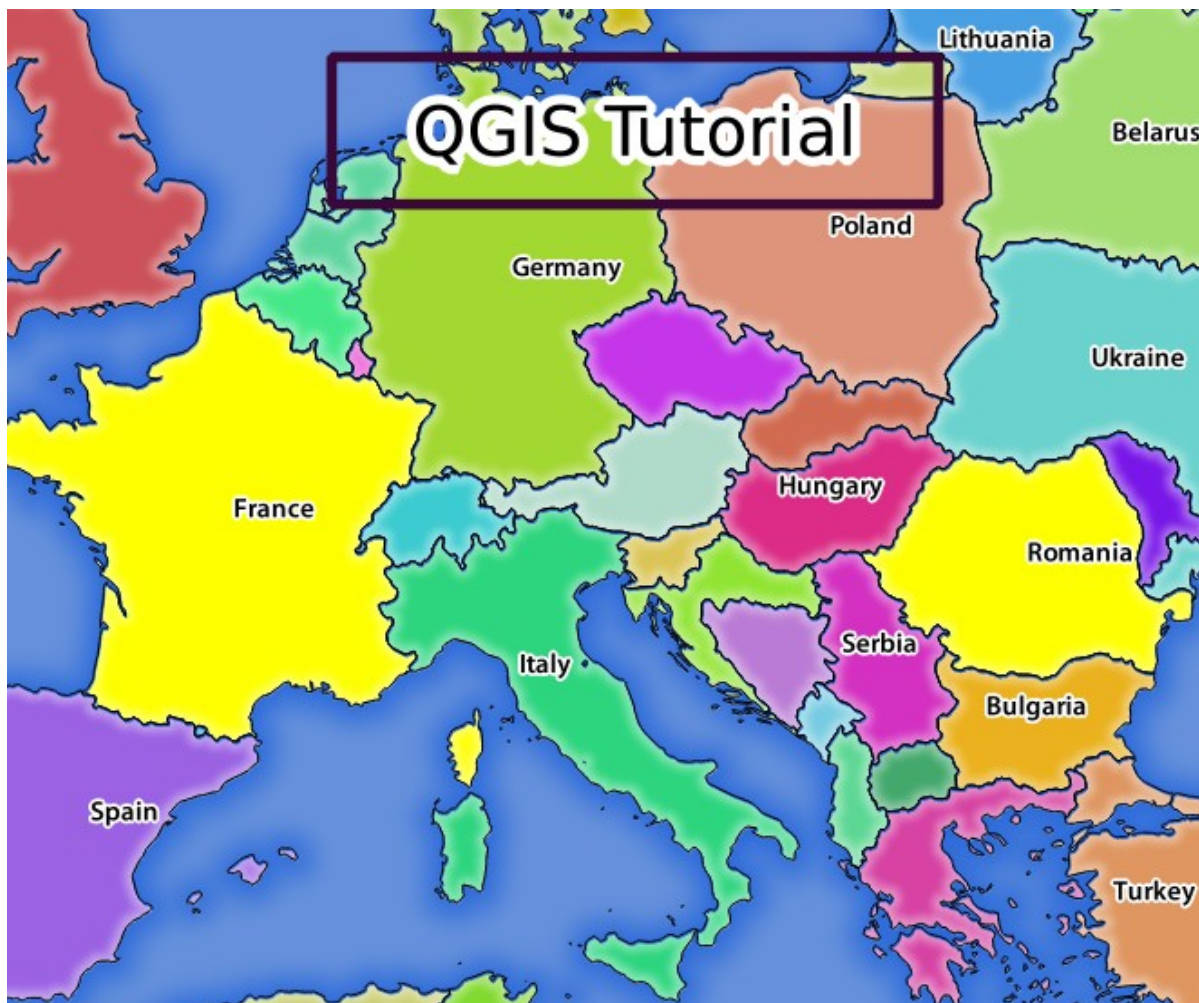 Lithuania
QGIS Tutorial
Belarus
Poland
Germany
Ukraine
Hungary
France
Romania
Serbia
Italy
Bulgaria
Spain
Turkey